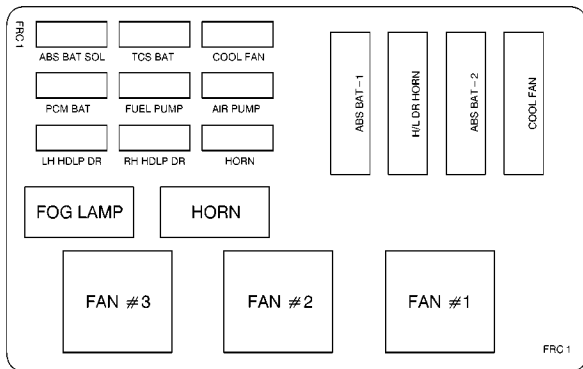 FRC 1
ABS BAT SOL TCS BAT COOL FAN
PCM BAT FUEL PUMP AIR PUMP
LH HDLP DR RH HDLP DR HORN
ABS BAT – 1
H/L DR HORN
ABS BAT – 2
COOL FAN
FOG LAMP HORN
FAN #3 FAN #2 FAN #1
FRC 1